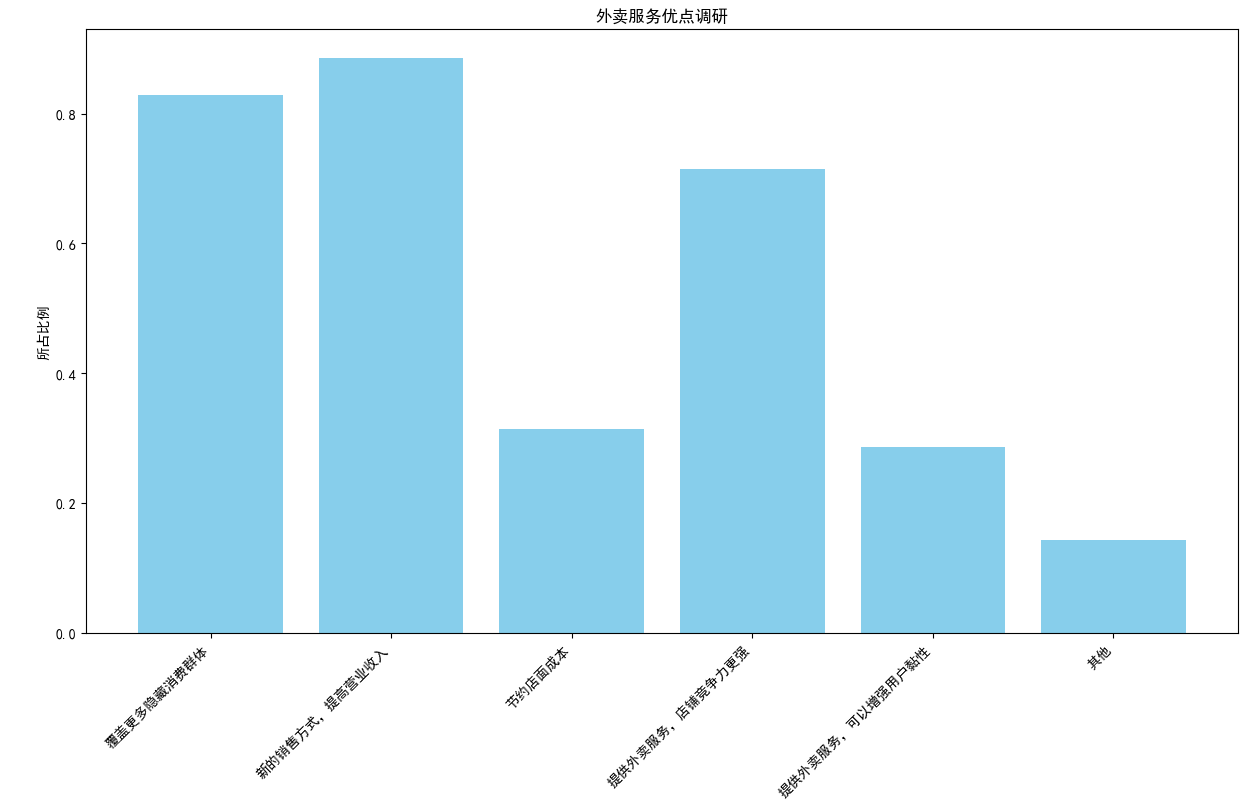 外卖服务优点调研
所占比例
0.8
0.6
0.4
0.2
0.0
覆盖更多隐藏消费群体
新的销售方式，提高营业收入
节约店面成本
提供外卖服务，店铺竞争力更强
提供外卖服务，可以增强用户黏性
其他